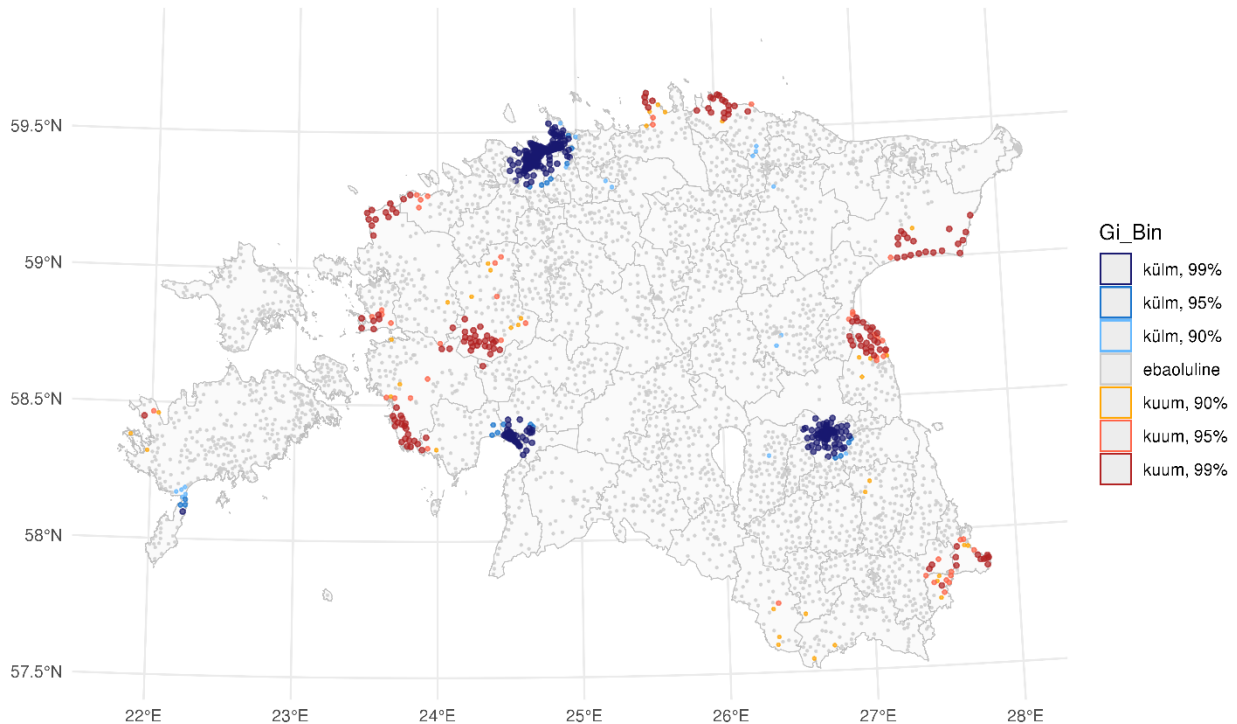 59.5°N
59°N
58.5°N
58°N
57.5°N
22°E
23°E
24°E
25°E
26°E
27°E
28°E
Gi_Bin
külm, 99%
külm, 95%
külm, 90%
ebaoluline
kuum, 90%
kuum, 95%
kuum, 99%